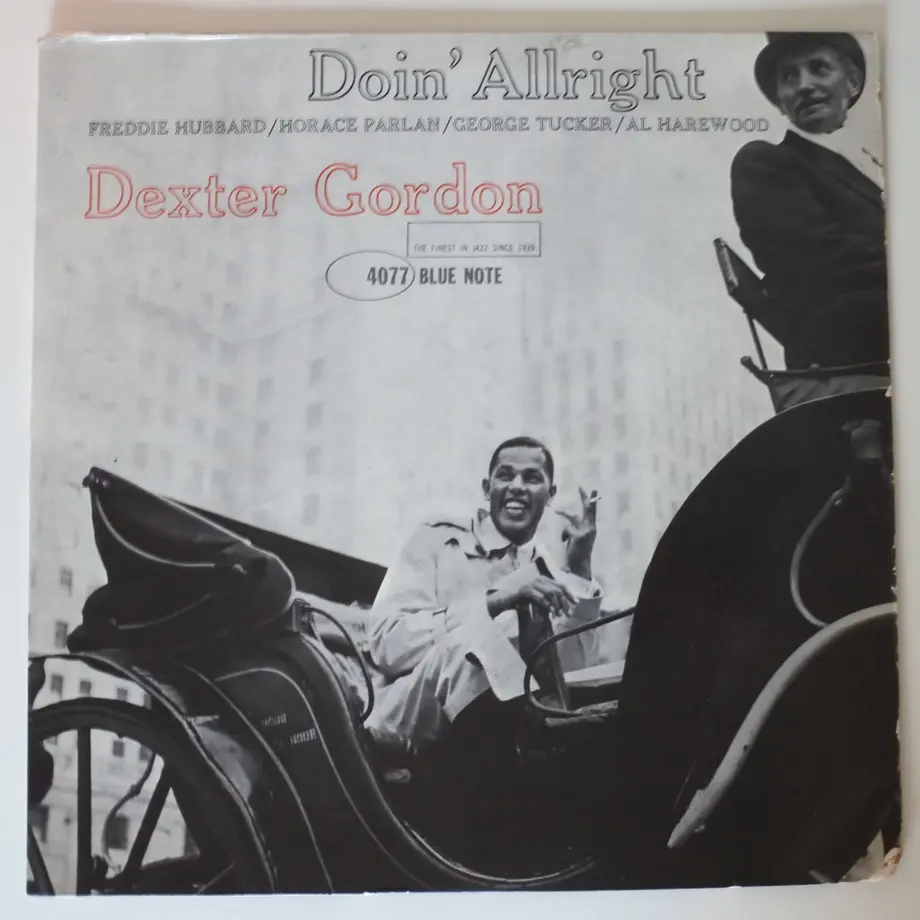 Doin' Allright
FREDDIE HUBBARD/HORACE PARLAN/GEORGE TUCKER/AL HAREWOOD
Dexter Gordon
THE FINEST IN JAZZ SINCE 1939
4077 BLUE NOTE
HOUR